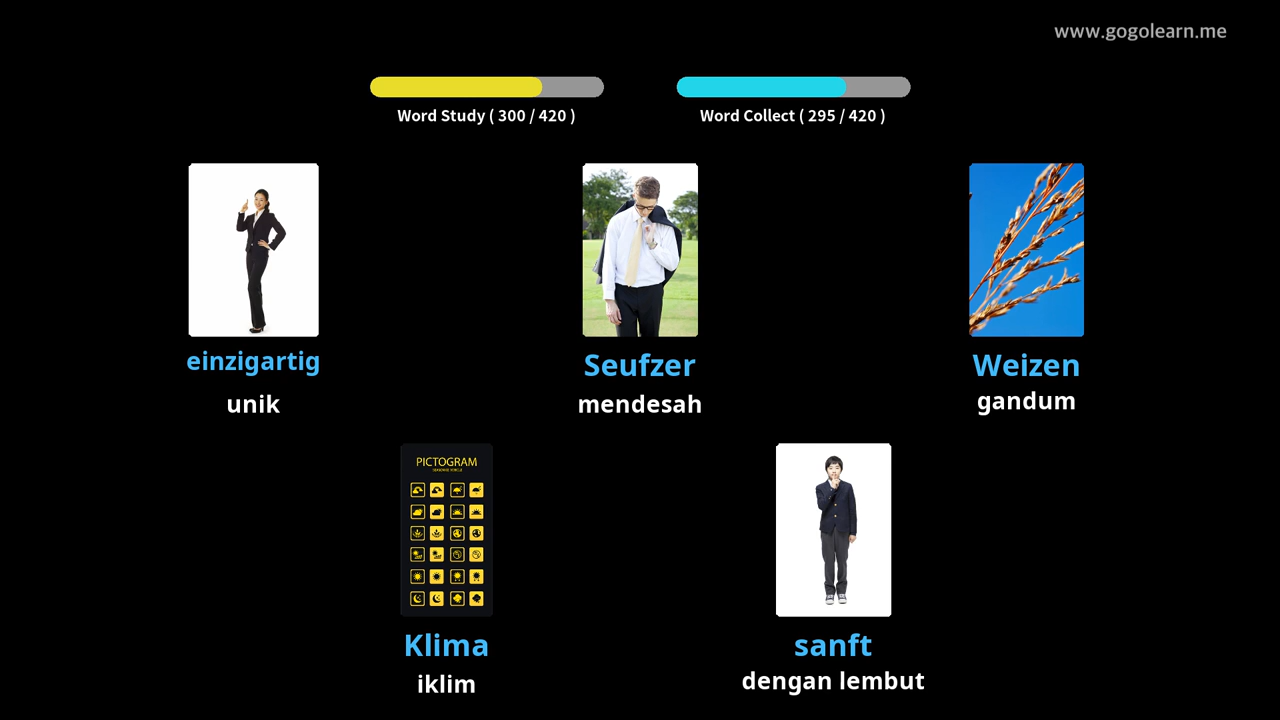 www.gogolearn.me
Word Study ( 300 / 420 )
Word Collect ( 295 / 420 )
einzigartig
unik
Seufzer
mendesah
Weizen
gandum
PICTOGRAM
Klima
iklim
sanft
dengan lembut